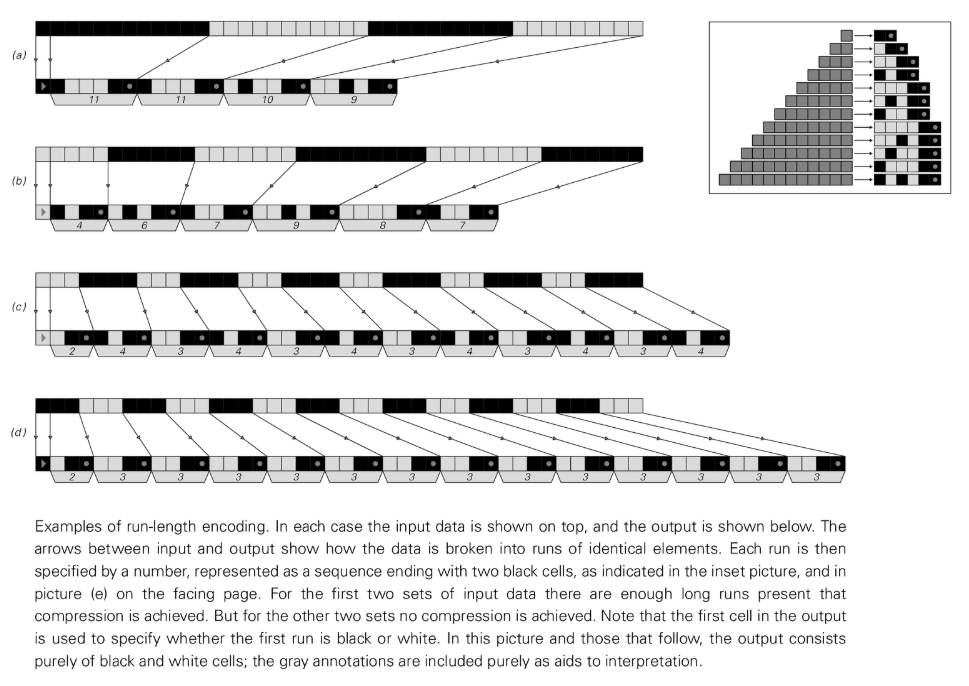 (a)
11 11 10 9
(b)
4 6 7 9 8 7
(c)
2 4 3 4 3 4 3 4 3 4 3 4
(d)
2 3 3 3 3 3 3 3 3 3 3 3 3 3
Examples of run-length encoding. In each case the input data is shown on top, and the output is shown below. The
arrows between input and output show how the data is broken into runs of identical elements. Each run is then
specified by a number, represented as a sequence ending with two black cells, as indicated in the inset picture, and in
picture (e) on the facing page. For the first two sets of input data there are enough long runs present that
compression is achieved. But for the other two sets no compression is achieved. Note that the first cell in the output
is used to specify whether the first run is black or white. In this picture and those that follow, the output consists
purely of black and white cells; the gray annotations are included purely as aids to interpretation.